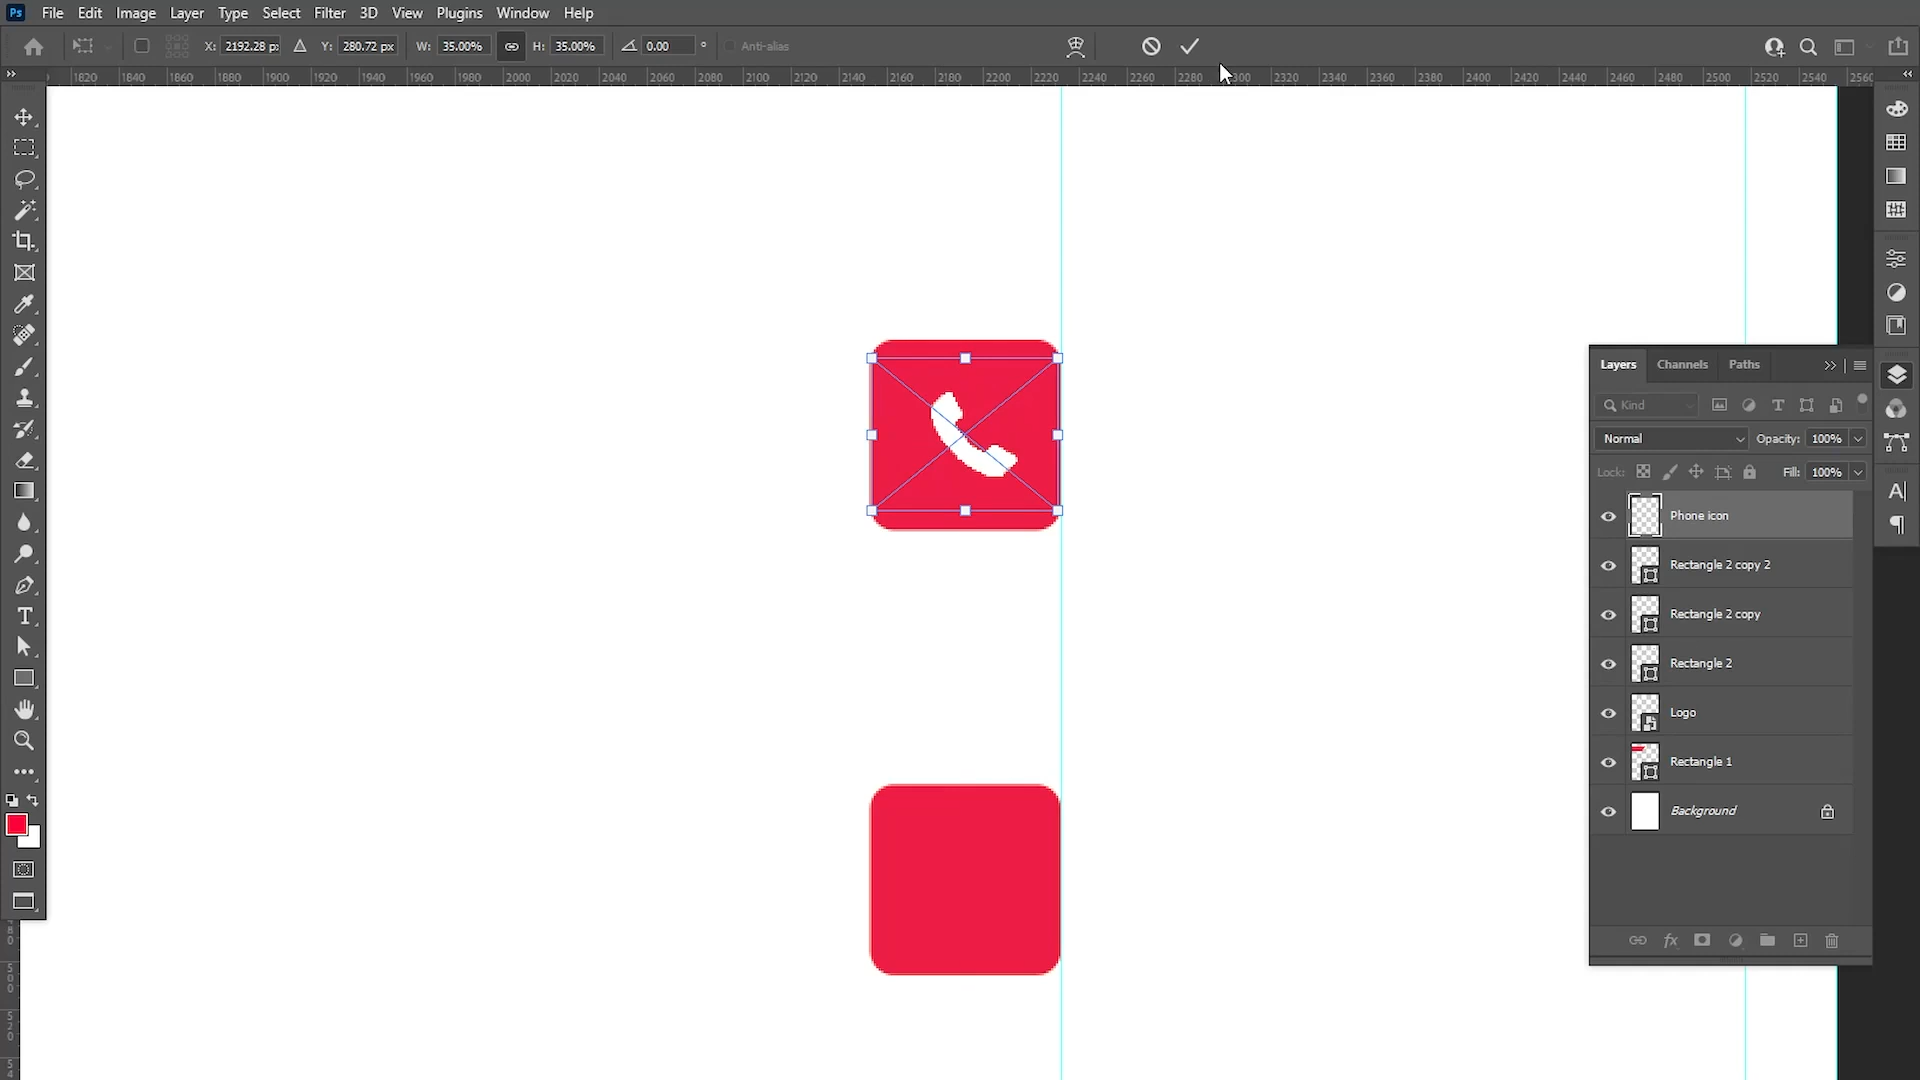 Ps File Edit Image Layer Type Select Filter 3D View Plugins Window Help
X: 2192.28 px Y: 280.72 px W: 35.00% H: 35.00% 0.00 ° Anti-alias
1820 1840 1860 1880 1900 1920 1940 1960 1980 2000 2020 2040 2060 2080 2100 2120 2140 2160 2180 2200 2220 2240 2260 2280 2300 2320 2340 2360 2380 2400 2420 2440 2460 2480 2500 2520 2540 2560
Layers Channels Paths
Kind
Normal Opacity: 100%
Lock: Fill: 100%
Phone icon
Rectangle 2 copy 2
Rectangle 2 copy
Rectangle 2
Logo
Rectangle 1
Background
500
520